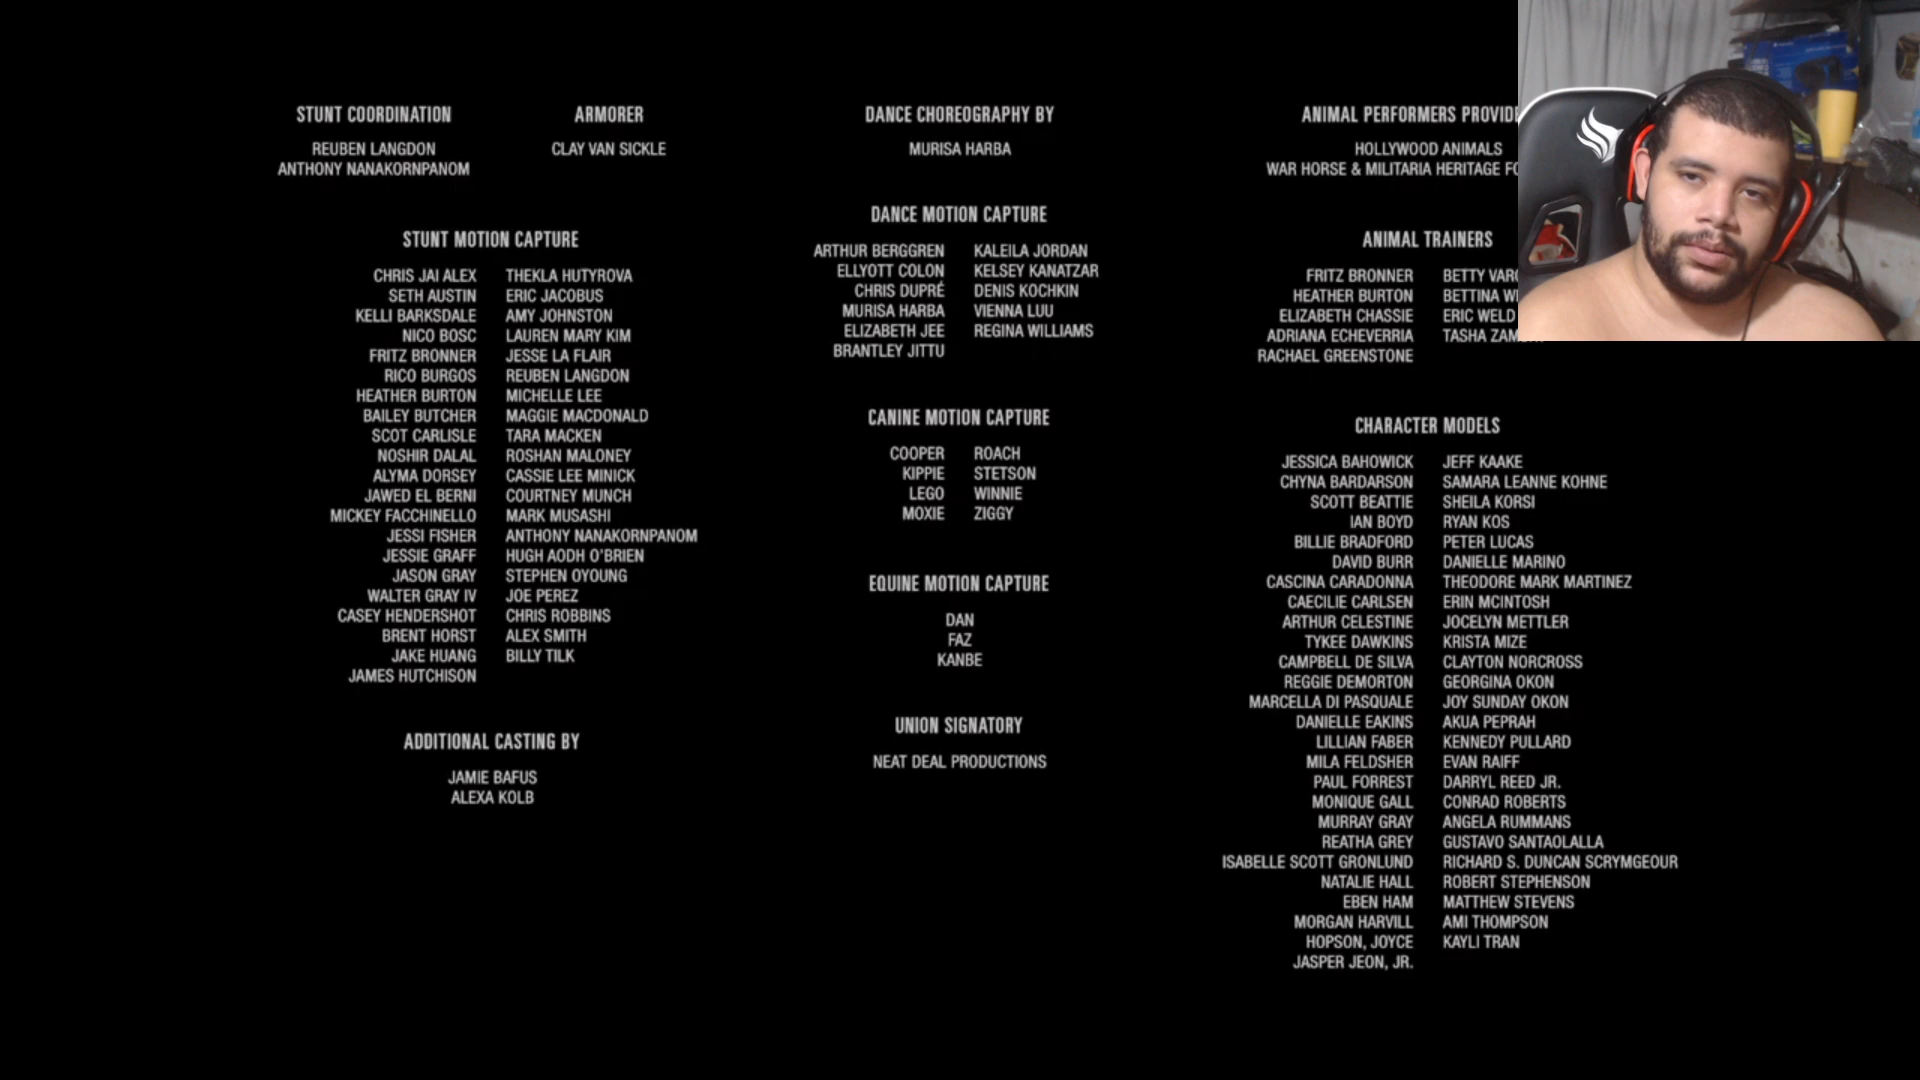 STUNT COORDINATION
REUBEN LANGDON
ANTHONY NANAKORNPANOM
ARMORER
CLAY VAN SICKLE
STUNT MOTION CAPTURE
CHRIS JAI ALEX THEKLA HUTYROVA
SETH AUSTIN ERIC JACOBUS
KELLI BARKSDALE AMY JOHNSTON
NICO BOSC LAUREN MARY KIM
FRITZ BRONNER JESSE LA FLAIR
RICO BURGOS REUBEN LANGDON
HEATHER BURTON MICHELLE LEE
BAILEY BUTCHER MAGGIE MACDONALD
SCOT CARLISLE TARA MACKEN
NOSHIR DALAL ROSHAN MALONEY
ALYMA DORSEY CASSIE LEE MINICK
JAWED EL BERNI COURTNEY MUNCH
MICKEY FACCHINELLO MARK MUSASHI
JESSI FISHER ANTHONY NANAKORNPANOM
JESSIE GRAFF HUGH AODH O'BRIEN
JASON GRAY STEPHEN OYOUNG
WALTER GRAY IV JOE PEREZ
CASEY HENDERSHOT CHRIS ROBBINS
BRENT HORST ALEX SMITH
JAKE HUANG BILLY TILK
JAMES HUTCHISON
ADDITIONAL CASTING BY
JAMIE BAFUS
ALEXA KOLB
DANCE CHOREOGRAPHY BY
MURISA HARBA
DANCE MOTION CAPTURE
ARTHUR BERGGREN KALEILA JORDAN
ELLYOTT COLON KELSEY KANATZAR
CHRIS DUPRÉ DENIS KOCHKIN
MURISA HARBA VIENNA LUU
ELIZABETH JEE REGINA WILLIAMS
BRANTLEY JITTU
CANINE MOTION CAPTURE
COOPER ROACH
KIPPIE STETSON
LEGO WINNIE
MOXIE ZIGGY
EQUINE MOTION CAPTURE
DAN
FAZ
KANBE
UNION SIGNATORY
NEAT DEAL PRODUCTIONS
ANIMAL PERFORMERS
HOLLYWOOD ANIMALS
WAR HORSE & MILITARIA HERITAGE
ANIMAL TRAINERS
FRITZ BRONNER BETTY
HEATHER BURTON BETTINA
ELIZABETH CHASSIE ERIC WELD
ADRIANA ECHEVERRIA TASHA
RACHAEL GREENSTONE
CHARACTER MODELS
JESSICA BAHOWICK JEFF KAAKE
CHYNA BARDARSON SAMARA LEANNE KOHNE
SCOTT BEATTIE SHEILA KORSI
IAN BOYD RYAN KOS
BILLIE BRADFORD PETER LUCAS
DAVID BURR DANIELLE MARINO
CASCINA CARADONNA THEODORE MARK MARTINEZ
CAECILIE CARLSEN ERIN MCINTOSH
ARTHUR CELESTINE JOCELYN METTLER
TYKEE DAWKINS KRISTA MIZE
CAMPBELL DE SILVA CLAYTON NORCROSS
REGGIE DEMORTON GEORGINA OKON
MARCELLA DI PASQUALE JOY SUNDAY OKON
DANIELLE EAKINS AKUA PEPRAH
LILLIAN FABER KENNEDY PULLARD
MILA FELDSHER EVAN RAIFF
PAUL FORREST DARRYL REED JR.
MONIQUE GALL CONRAD ROBERTS
MURRAY GRAY ANGELA RUMMANS
REATHA GREY GUSTAVO SANTAOLALLA
ISABELLE SCOTT GRONLUND RICHARD S. DUNCAN SCRYMGEOUR
NATALIE HALL ROBERT STEPHENSON
EBEN HAM MATTHEW STEVENS
MORGAN HARVILL AMI THOMPSON
HOPSON, JOYCE KAYLI TRAN
JASPER JEON, JR.